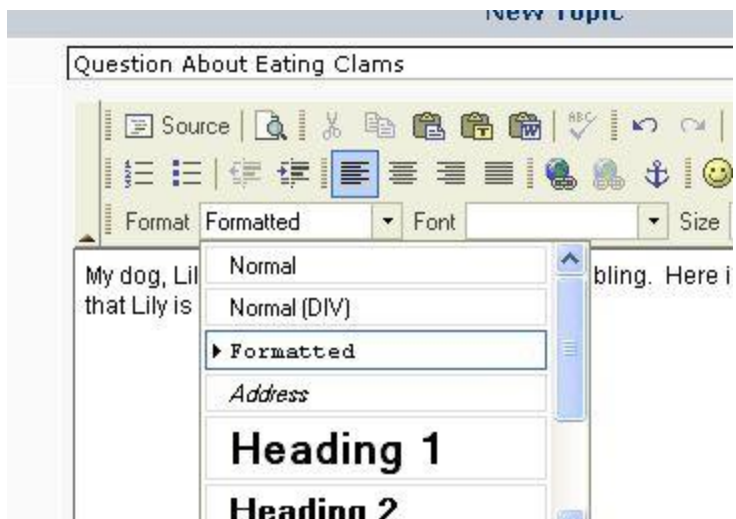 New Topic
Question About Eating Clams
Source ABC
Format Formatted Font Size
Normal
My dog, Lil bling. Here i
Normal (DIV)
that Lily is
Formatted
Address
Heading 1
Heading 2